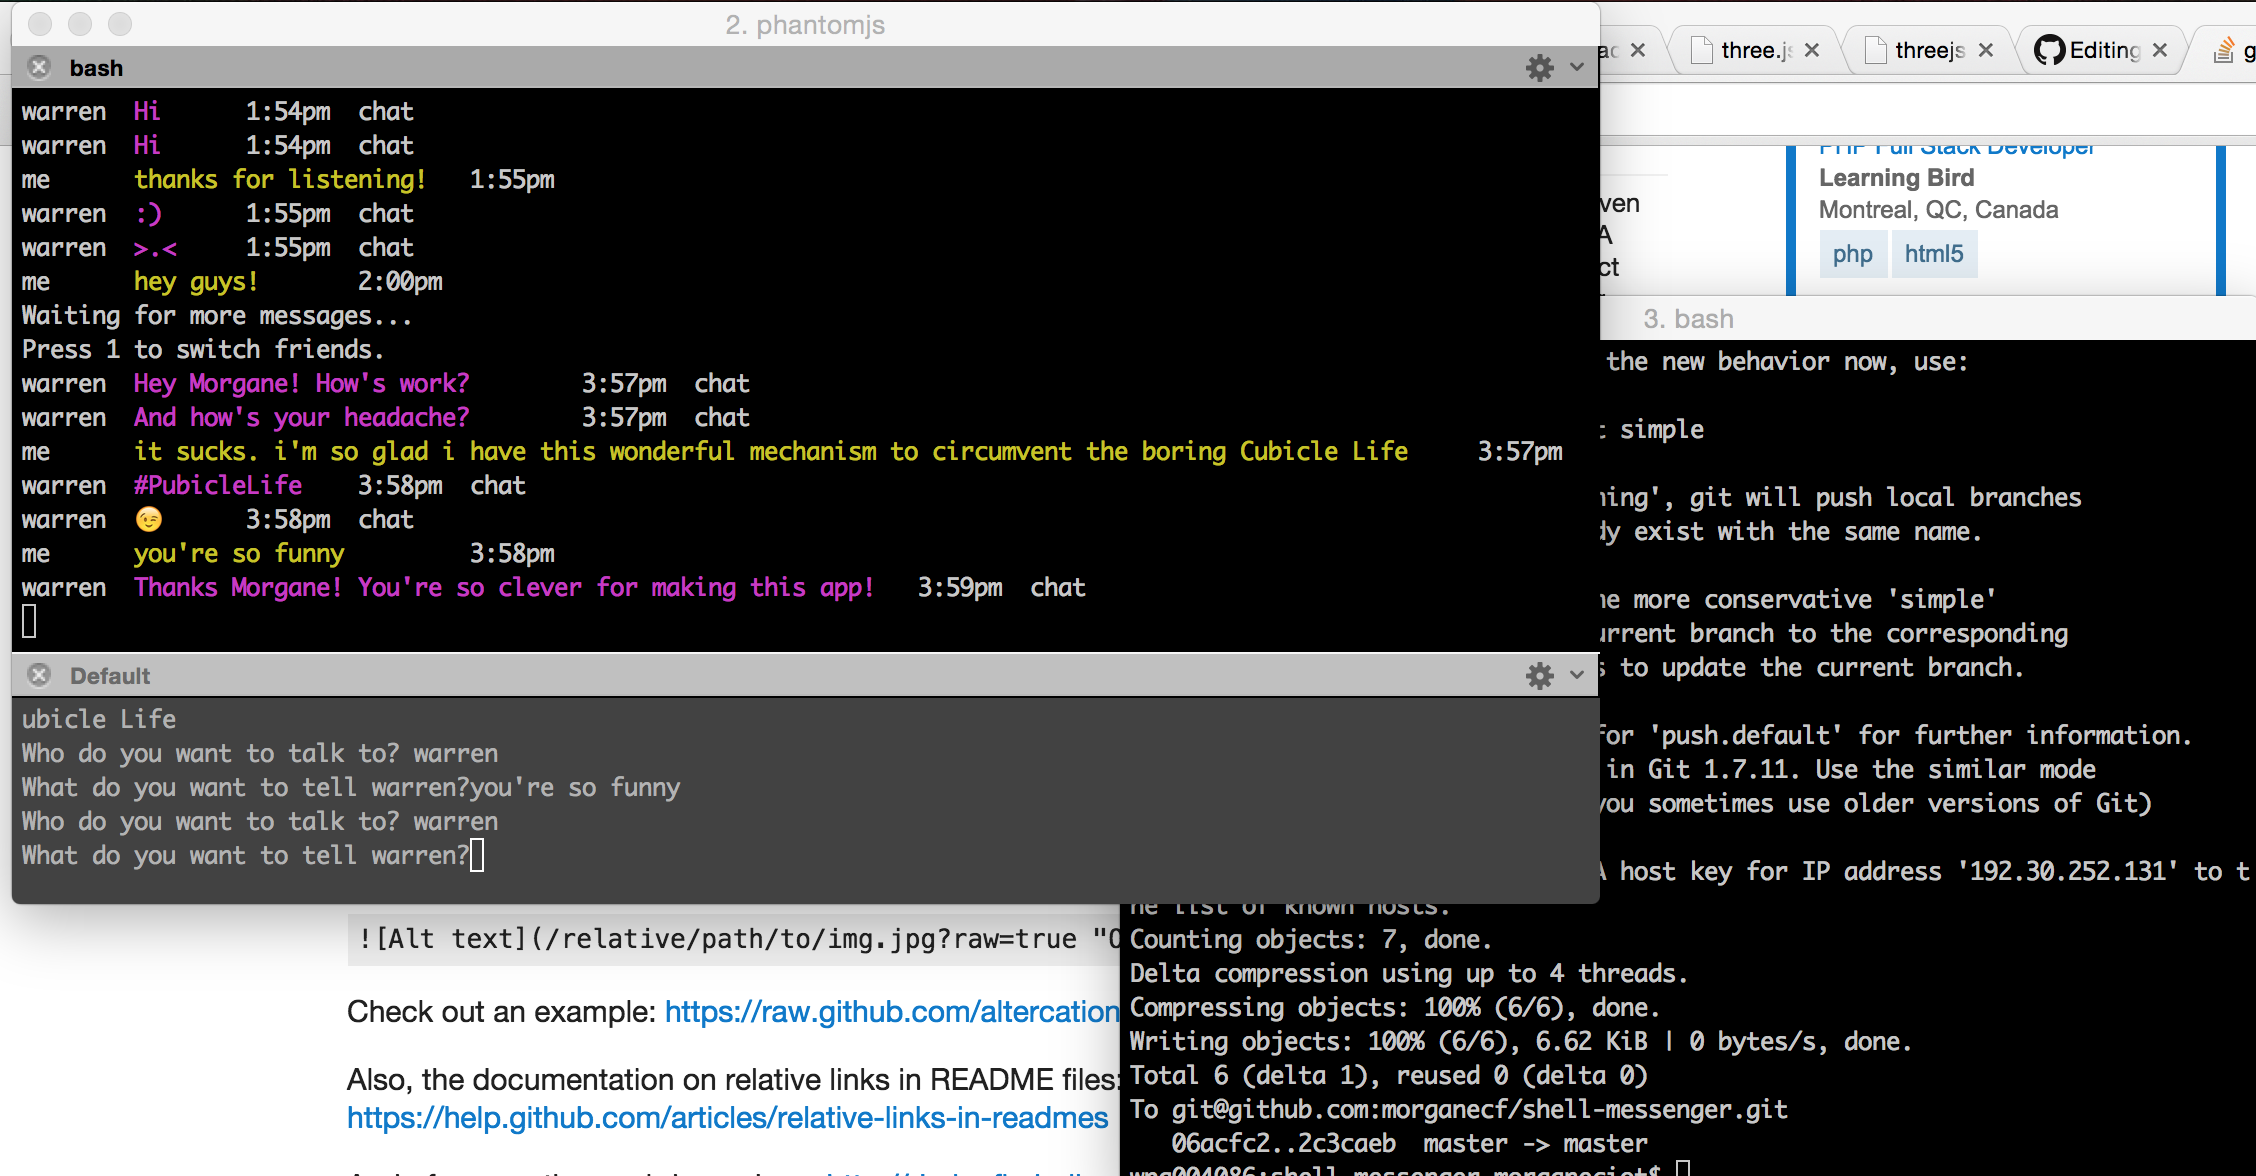 2. phantomjs
bash
warren Hi 1:54pm chat
warren Hi 1:54pm chat
me thanks for listening! 1:55pm
warren :) 1:55pm chat
warren >.< 1:55pm chat
me hey guys! 2:00pm
Waiting for more messages...
Press 1 to switch friends.
warren Hey Morgane! How's work? 3:57pm chat
warren And how's your headache? 3:57pm chat
me it sucks. i'm so glad i have this wonderful mechanism to circumvent the boring Cubicle Life 3:57pm
warren #PubicleLife 3:58pm chat
warren 😉 3:58pm chat
me you're so funny 3:58pm
warren Thanks Morgane! You're so clever for making this app! 3:59pm chat
Default
ubicle Life
Who do you want to talk to? warren
What do you want to tell warren?you're so funny
Who do you want to talk to? warren
What do you want to tell warren?
three.js threejs Editing g
PHP Full Stack Developer
Learning Bird
Montreal, QC, Canada
php html5
ven
A
ct
3. bash
the new behavior now, use:
simple
ning', git will push local branches
dy exist with the same name.
he more conservative 'simple'
urrent branch to the corresponding
s to update the current branch.
for 'push.default' for further information.
in Git 1.7.11. Use the similar mode
you sometimes use older versions of Git)
A host key for IP address '192.30.252.131' to t
he list of known hosts.
Counting objects: 7, done.
Delta compression using up to 4 threads.
Compressing objects: 100% (6/6), done.
Writing objects: 100% (6/6), 6.62 KiB | 0 bytes/s, done.
Total 6 (delta 1), reused 0 (delta 0)
To git@github.com:morganecf/shell-messenger.git
06acfc2..2c3caeb master -> master
![Alt text](/relative/path/to/img.jpg?raw=true "O
Check out an example: https://raw.github.com/altercation
Also, the documentation on relative links in README files:
https://help.github.com/articles/relative-links-in-readmes